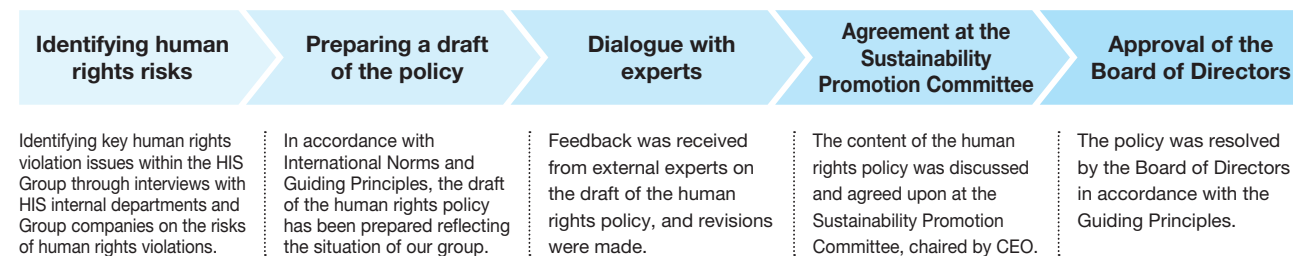 Identifying human
rights risks
Preparing a draft
of the policy
Dialogue with
experts
Agreement at the
Sustainability
Promotion Committee
Approval of the
Board of Directors
Identifying key human rights
violation issues within the HIS
Group through interviews with
HIS internal departments and
Group companies on the risks
of human rights violations.
In accordance with
International Norms and
Guiding Principles, the draft
of the human rights policy
has been prepared reflecting
the situation of our group.
Feedback was received
from external experts on
the draft of the human
rights policy, and revisions
were made.
The content of the human
rights policy was discussed
and agreed upon at the
Sustainability Promotion
Committee, chaired by CEO.
The policy was resolved
by the Board of Directors
in accordance with the
Guiding Principles.